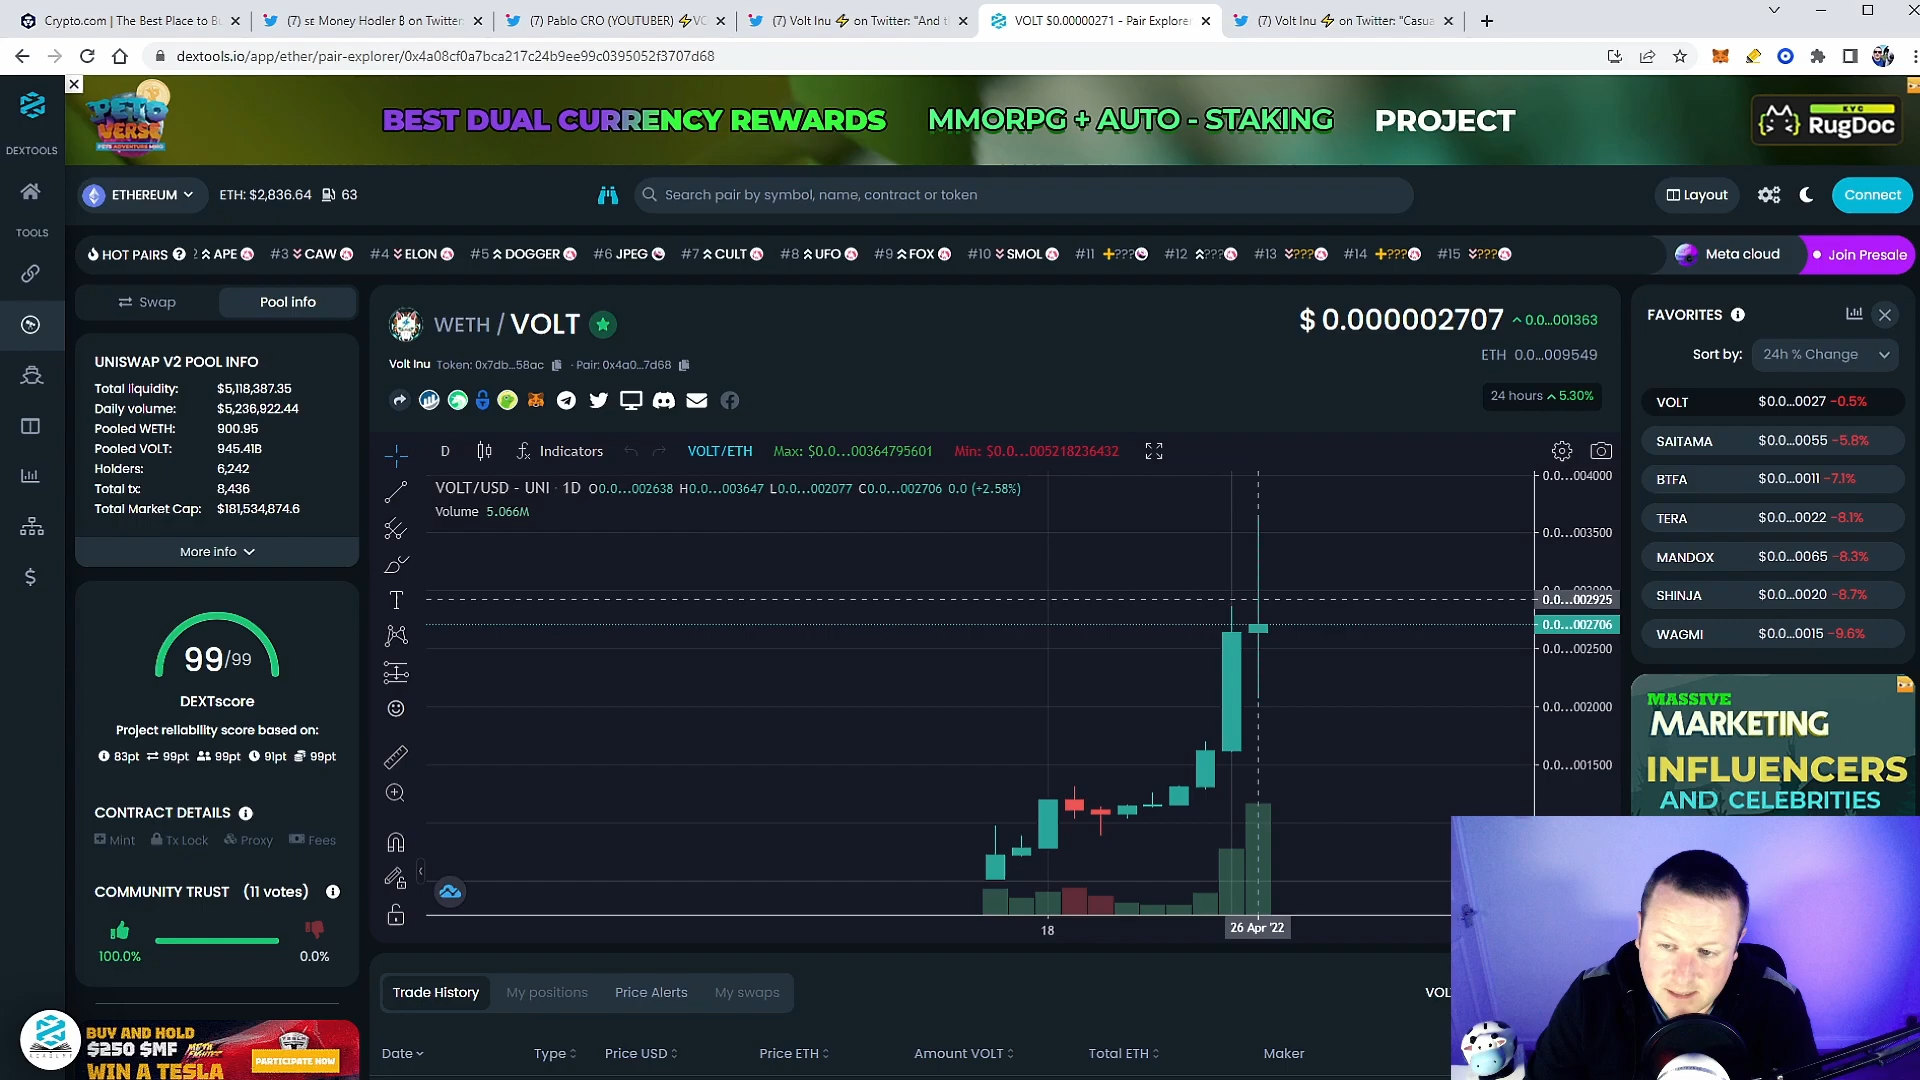 Crypto.com | The Best Place to Bu
(7) ꜱᴇ Money Hodler ₿ on Twitter:
(7) Pablo CRO (YOUTUBER) ⚡VO
(7) Volt Inu ⚡ on Twitter: "And t
VOLT $0.00000271 - Pair Explorer
(7) Volt Inu ⚡ on Twitter: "Casua
dextools.io/app/ether/pair-explorer/0x4a08cf0a7bca217c24b9ee99c0395052f3707d68
PETO VERSE
BEST DUAL CURRENCY REWARDS MMORPG + AUTO - STAKING PROJECT
KYC
RugDoc
DEXTOOLS
ETHEREUM ETH: $2,836.64 63
Search pair by symbol, name, contract or token
Layout
Connect
TOOLS
HOT PAIRS 2 APE #3 CAW #4 ELON #5 DOGGER #6 JPEG #7 CULT #8 UFO #9 FOX #10 SMOL #11 ??? #12 ??? #13 ??? #14 ??? #15 ???
Meta cloud
Join Presale
Swap
Pool info
UNISWAP V2 POOL INFO
Total liquidity: $5,118,387.35
Daily volume: $5,236,922.44
Pooled WETH: 900.95
Pooled VOLT: 945.41B
Holders: 6,242
Total tx: 8,436
Total Market Cap: $181,534,874.6
More info
99/99
DEXTscore
Project reliability score based on:
83pt 99pt 99pt 91pt 99pt
CONTRACT DETAILS
Mint Tx Lock Proxy Fees
COMMUNITY TRUST (11 votes)
100.0% 0.0%
BUY AND HOLD
$250 $MF
WIN A TESLA
PARTICIPATE NOW
WETH / VOLT
Volt Inu Token: 0x7db...58ac · Pair: 0x4a0...7d68
$ 0.000002707 0.0...001363
ETH 0.0...009549
24 hours 5.30%
D Indicators VOLT/ETH Max: $0.0...00364795601 Min: $0.0...005218236432
VOLT/USD - UNI · 1D O0.0...002638 H0.0...003647 L0.0...002077 C0.0...002706 0.0 (+2.58%)
Volume 5.066M
0.0...004000
0.0...003500
0.0...002925
0.0...002706
0.0...002500
0.0...002000
0.0...001500
18
26 Apr '22
Trade History My positions Price Alerts My swaps
VOL
Date Type Price USD Price ETH Amount VOLT Total ETH Maker
FAVORITES
Sort by: 24h % Change
VOLT $0.0...0027 -0.5%
SAITAMA $0.0...0055 -5.8%
BTFA $0.0...0011 -7.1%
TERA $0.0...0022 -8.1%
MANDOX $0.0...0065 -8.3%
SHINJA $0.0...0020 -8.7%
WAGMI $0.0...0015 -9.6%
MASSIVE
MARKETING
INFLUENCERS
AND CELEBRITIES